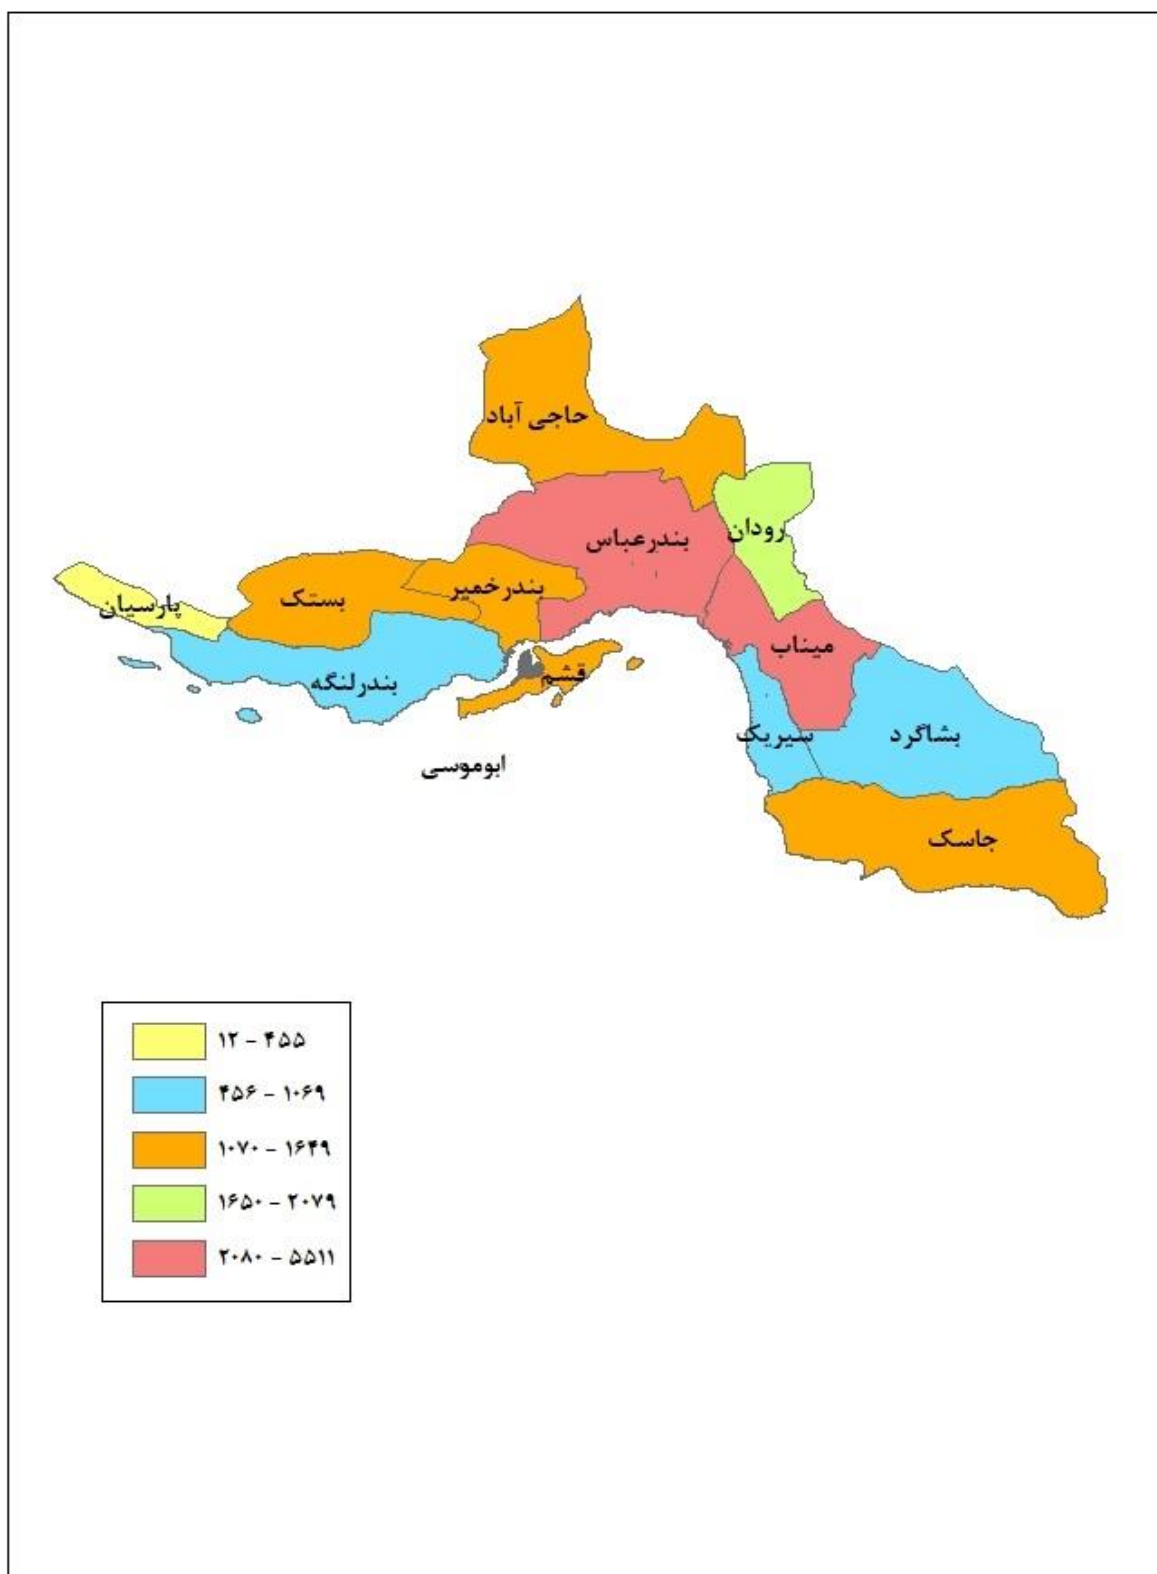 حاجی آباد
رودان
بندرعباس
پارسیان
بستک
بندرخمیر
میناب
بندرلنگه
قشم
سیریک
بشاگرد
ابوموسی
جاسک
۱۲ - ۴۵۵
۴۵۶ - ۱۰۶۹
۱۰۷۰ - ۱۶۴۹
۱۶۵۰ - ۲۰۷۹
۲۰۸۰ - ۵۵۱۱